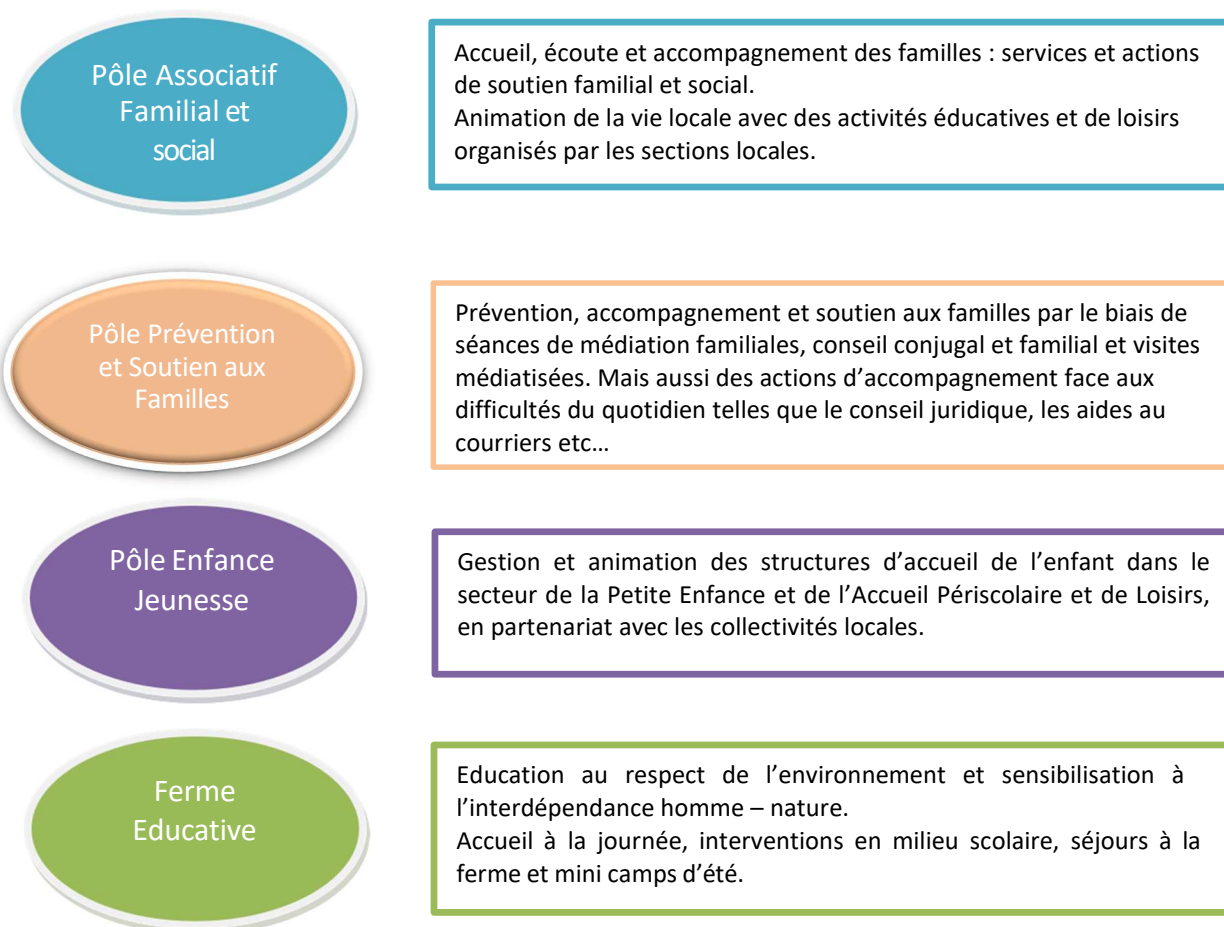 Pôle Associatif
Familial et
social
Accueil, écoute et accompagnement des familles : services et actions
de soutien familial et social.
Animation de la vie locale avec des activités éducatives et de loisirs
organisés par les sections locales.
Pôle Prévention
et Soutien aux
Familles
Prévention, accompagnement et soutien aux familles par le biais de
séances de médiation familiales, conseil conjugal et familial et visites
médiatisées. Mais aussi des actions d’accompagnement face aux
difficultés du quotidien telles que le conseil juridique, les aides au
courriers etc…
Pôle Enfance
Jeunesse
Gestion et animation des structures d’accueil de l’enfant dans le
secteur de la Petite Enfance et de l’Accueil Périscolaire et de Loisirs,
en partenariat avec les collectivités locales.
Ferme
Educative
Education au respect de l’environnement et sensibilisation à
l’interdépendance homme – nature.
Accueil à la journée, interventions en milieu scolaire, séjours à la
ferme et mini camps d’été.